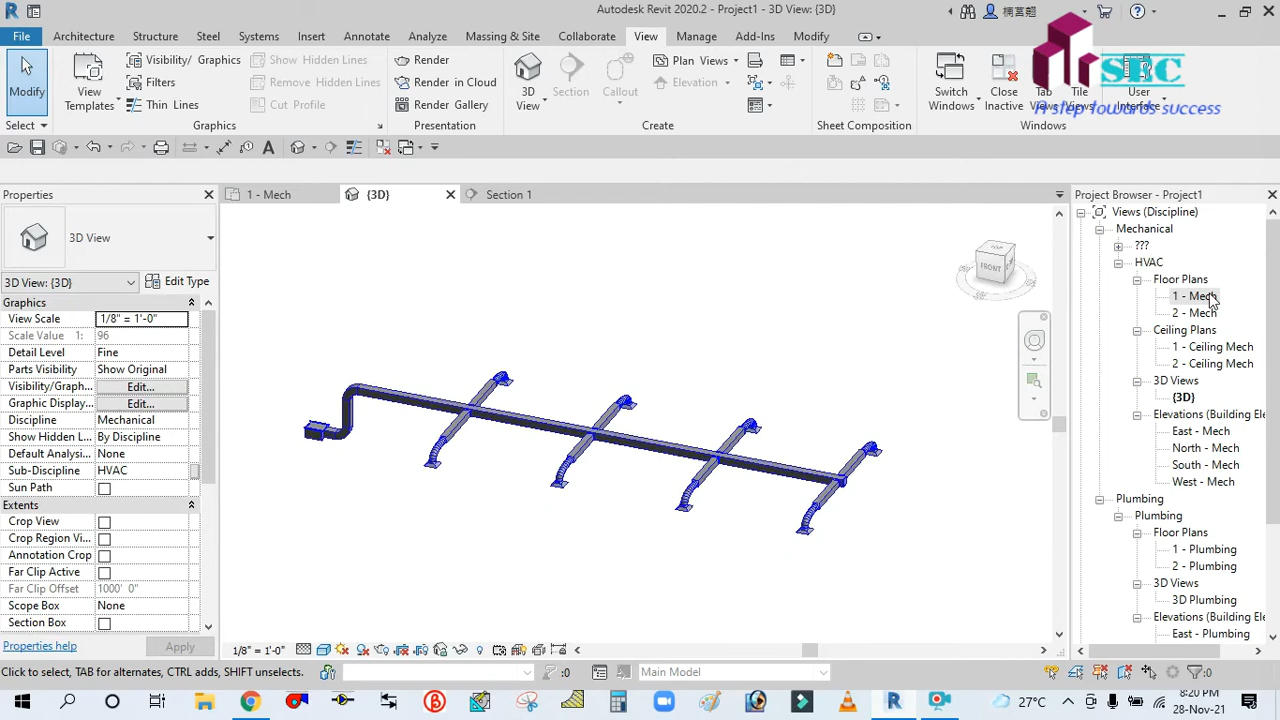 Autodesk Revit 2020.2 - Project1 - 3D View: {3D}
File Architecture Structure Steel Systems Insert Annotate Analyze Massing & Site Collaborate View Manage Add-Ins Modify
Modify
View Templates
Visibility/ Graphics
Filters
Thin Lines
Show Hidden Lines
Remove Hidden Lines
Cut Profile
Render
Render in Cloud
Render Gallery
3D View
Section
Callout
Plan Views
Elevation
Switch Windows
Close Inactive
Tab Views
Tile Views
User Interface
SEC
A step towards success
Select Graphics Presentation Create Sheet Composition Windows
Properties
1 - Mech {3D} Section 1
Project Browser - Project1
3D View
3D View: {3D} Edit Type
Graphics
View Scale 1/8" = 1'-0"
Scale Value 1: 96
Detail Level Fine
Parts Visibility Show Original
Visibility/Graph... Edit...
Graphic Display... Edit...
Discipline Mechanical
Show Hidden L... By Discipline
Default Analysi... None
Sub-Discipline HVAC
Sun Path
Extents
Crop View
Crop Region Vi...
Annotation Crop
Far Clip Active
Far Clip Offset 1000' 0"
Scope Box None
Section Box
Properties help Apply
TOP
FRONT
Views (Discipline)
Mechanical
???
HVAC
Floor Plans
1 - Mech
2 - Mech
Ceiling Plans
1 - Ceiling Mech
2 - Ceiling Mech
3D Views
{3D}
Elevations (Building Ele
East - Mech
North - Mech
South - Mech
West - Mech
Plumbing
Plumbing
Floor Plans
1 - Plumbing
2 - Plumbing
3D Views
3D Plumbing
Elevations (Building Ele
East - Plumbing
1/8" = 1'-0"
Click to select, TAB for alternates, CTRL adds, SHIFT unselects.
:0
Main Model
:0
27°C
8:20 PM
28-Nov-21